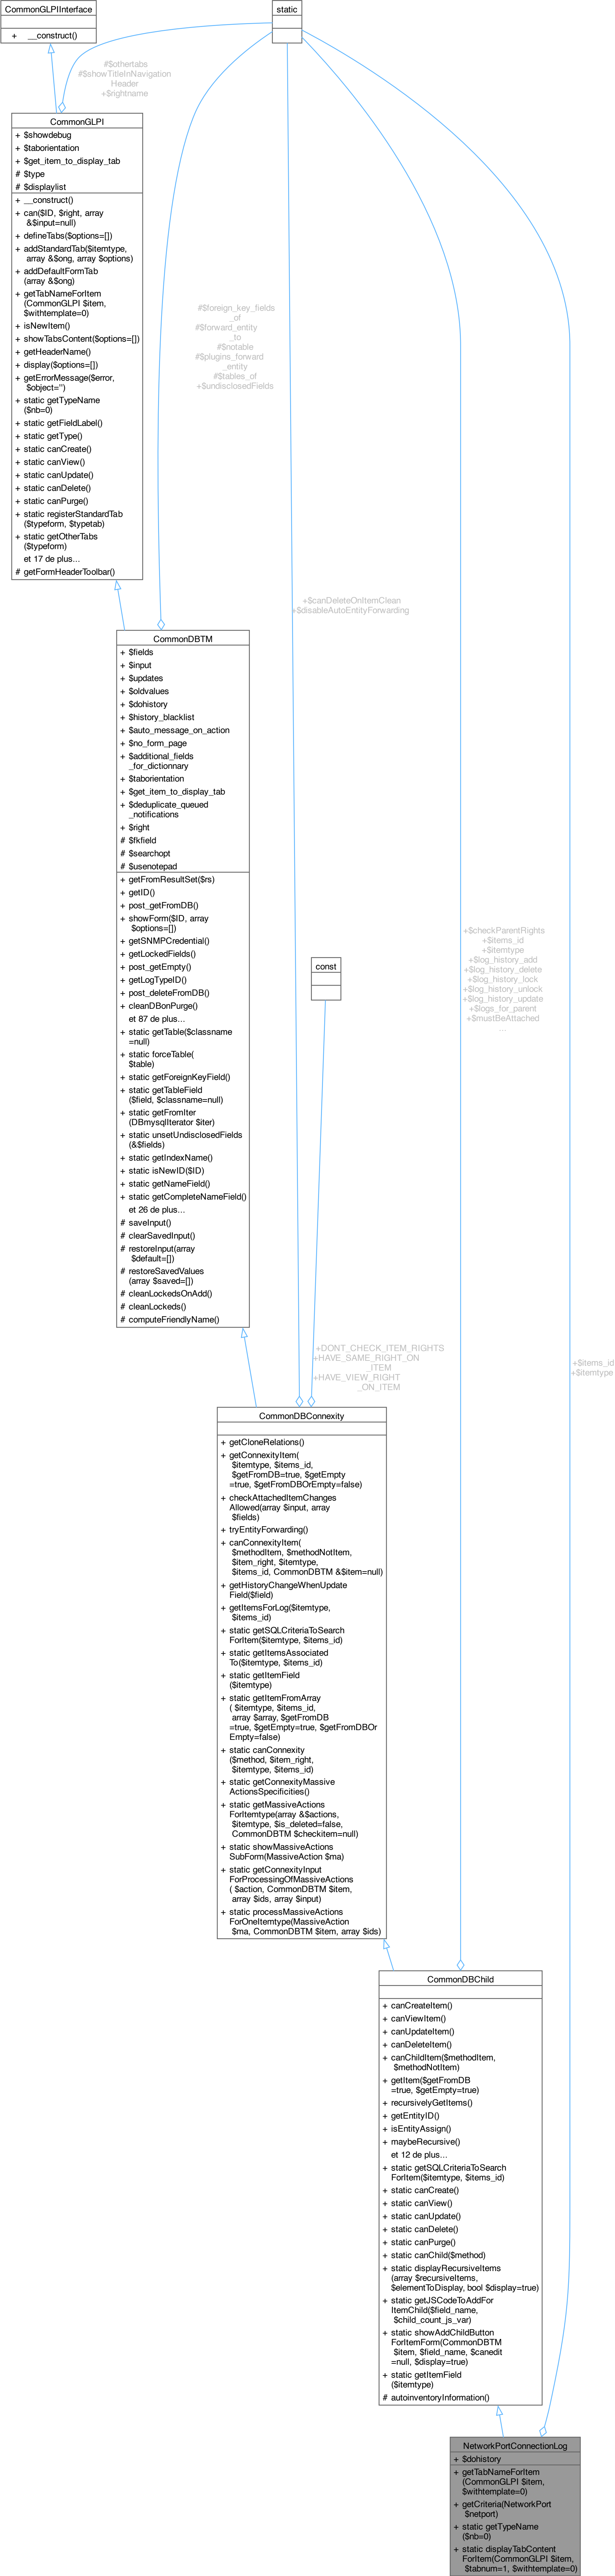 CommonGLPIInterface
+ __construct()
static
#$othertabs
#$showTitleInNavigation
Header
+$rightname
CommonGLPI
+ $showdebug
+ $taborientation
+ $get_item_to_display_tab
# $type
# $displaylist
+ __construct()
+ can($ID, $right, array
&$input=null)
+ defineTabs($options=[])
+ addStandardTab($itemtype,
array &$ong, array $options)
+ addDefaultFormTab
(array &$ong)
+ getTabNameForItem
(CommonGLPI $item,
$withtemplate=0)
+ isNewItem()
+ showTabsContent($options=[])
+ getHeaderName()
+ display($options=[])
+ getErrorMessage($error,
$object='')
+ static getTypeName
($nb=0)
+ static getFieldLabel()
+ static getType()
+ static canCreate()
+ static canView()
+ static canUpdate()
+ static canDelete()
+ static canPurge()
+ static registerStandardTab
($typeform, $typetab)
+ static getOtherTabs
($typeform)
et 17 de plus...
# getFormHeaderToolbar()
#$foreign_key_fields
_of
#$forward_entity
_to
#$notable
#$plugins_forward
_entity
#$tables_of
+$undisclosedFields
+$canDeleteOnItemClean
+$disableAutoEntityForwarding
CommonDBTM
+ $fields
+ $input
+ $updates
+ $oldvalues
+ $dohistory
+ $history_blacklist
+ $auto_message_on_action
+ $no_form_page
+ $additional_fields
_for_dictionnary
+ $taborientation
+ $get_item_to_display_tab
+ $deduplicate_queued
_notifications
+ $right
# $fkfield
# $searchopt
# $usenotepad
+ getFromResultSet($rs)
+ getID()
+ post_getFromDB()
+ showForm($ID, array
$options=[])
+ getSNMPCredential()
+ getLockedFields()
+ post_getEmpty()
+ getLogTypeID()
+ post_deleteFromDB()
+ cleanDBonPurge()
et 87 de plus...
+ static getTable($classname
=null)
+ static forceTable(
$table)
+ static getForeignKeyField()
+ static getTableField
($field, $classname=null)
+ static getFromIter
(DBmysqlIterator $iter)
+ static unsetUndisclosedFields
(&$fields)
+ static getIndexName()
+ static isNewID($ID)
+ static getNameField()
+ static getCompleteNameField()
et 26 de plus...
# saveInput()
# clearSavedInput()
# restoreInput(array
$default=[])
# restoreSavedValues
(array $saved=[])
# cleanLockedsOnAdd()
# cleanLockeds()
# computeFriendlyName()
const
+$checkParentRights
+$items_id
+$itemtype
+$log_history_add
+$log_history_delete
+$log_history_lock
+$log_history_unlock
+$log_history_update
+$logs_for_parent
+$mustBeAttached
...
+DONT_CHECK_ITEM_RIGHTS
+HAVE_SAME_RIGHT_ON
_ITEM
+HAVE_VIEW_RIGHT
_ON_ITEM
+$items_id
+$itemtype
CommonDBConnexity
+ getCloneRelations()
+ getConnexityItem(
$itemtype, $items_id,
$getFromDB=true, $getEmpty
=true, $getFromDBOrEmpty=false)
+ checkAttachedItemChanges
Allowed(array $input, array
$fields)
+ tryEntityForwarding()
+ canConnexityItem(
$methodItem, $methodNotItem,
$item_right, $itemtype,
$items_id, CommonDBTM &$item=null)
+ getHistoryChangeWhenUpdate
Field($field)
+ getItemsForLog($itemtype,
$items_id)
+ static getSQLCriteriaToSearch
ForItem($itemtype, $items_id)
+ static getItemsAssociated
To($itemtype, $items_id)
+ static getItemField
($itemtype)
+ static getItemFromArray
( $itemtype, $items_id,
array $array, $getFromDB
=true, $getEmpty=true, $getFromDBOr
Empty=false)
+ static canConnexity
($method, $item_right,
$itemtype, $items_id)
+ static getConnexityMassive
ActionsSpecificities()
+ static getMassiveActions
ForItemtype(array &$actions,
$itemtype, $is_deleted=false,
CommonDBTM $checkitem=null)
+ static showMassiveActions
SubForm(MassiveAction $ma)
+ static getConnexityInput
ForProcessingOfMassiveActions
( $action, CommonDBTM $item,
array $ids, array $input)
+ static processMassiveActions
ForOneItemtype(MassiveAction
$ma, CommonDBTM $item, array $ids)
CommonDBChild
+ canCreateItem()
+ canViewItem()
+ canUpdateItem()
+ canDeleteItem()
+ canChildItem($methodItem,
$methodNotItem)
+ getItem($getFromDB
=true, $getEmpty=true)
+ recursivelyGetItems()
+ getEntityID()
+ isEntityAssign()
+ maybeRecursive()
et 12 de plus...
+ static getSQLCriteriaToSearch
ForItem($itemtype, $items_id)
+ static canCreate()
+ static canView()
+ static canUpdate()
+ static canDelete()
+ static canPurge()
+ static canChild($method)
+ static displayRecursiveItems
(array $recursiveItems,
$elementToDisplay, bool $display=true)
+ static getJSCodeToAddFor
ItemChild($field_name,
$child_count_js_var)
+ static showAddChildButton
ForItemForm(CommonDBTM
$item, $field_name, $canedit
=null, $display=true)
+ static getItemField
($itemtype)
# autoinventoryInformation()
NetworkPortConnectionLog
+ $dohistory
+ getTabNameForItem
(CommonGLPI $item,
$withtemplate=0)
+ getCriteria(NetworkPort
$netport)
+ static getTypeName
($nb=0)
+ static displayTabContent
ForItem(CommonGLPI $item,
$tabnum=1, $withtemplate=0)